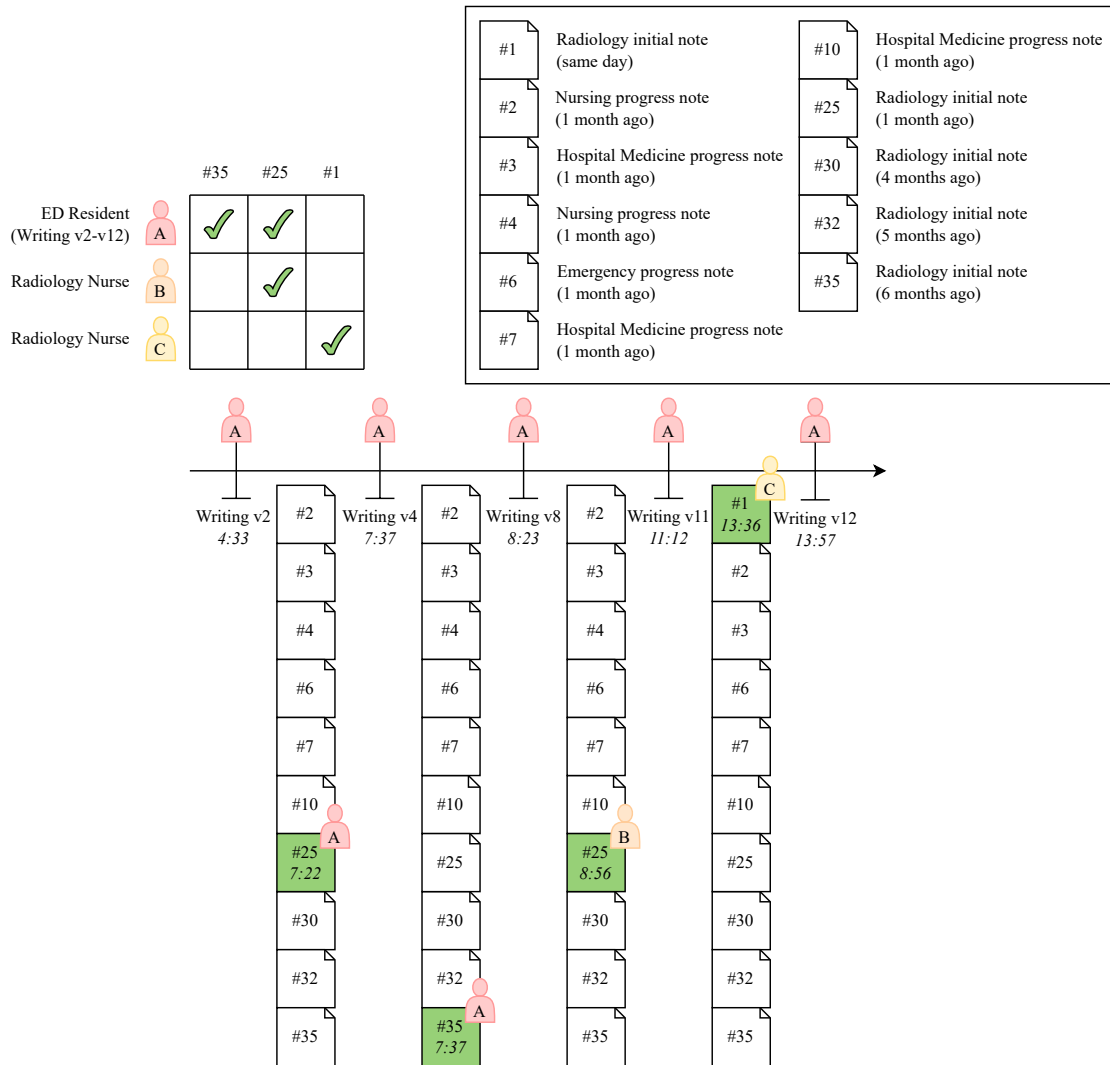 #1
Radiology initial note
(same day)
#2
Nursing progress note
(1 month ago)
#3
Hospital Medicine progress note
(1 month ago)
#4
Nursing progress note
(1 month ago)
#6
Emergency progress note
(1 month ago)
#7
Hospital Medicine progress note
(1 month ago)
#10
Hospital Medicine progress note
(1 month ago)
#25
Radiology initial note
(1 month ago)
#30
Radiology initial note
(4 months ago)
#32
Radiology initial note
(5 months ago)
#35
Radiology initial note
(6 months ago)
#35 #25 #1
ED Resident
(Writing v2-v12)
A
Radiology Nurse
B
Radiology Nurse
C
A
A
A
A
A
Writing v2
4:33
#2
#3
#4
#6
#7
#10
A
#25
7:22
#30
#32
#35
Writing v4
7:37
#2
#3
#4
#6
#7
#10
#25
#30
#32
A
#35
7:37
Writing v8
8:23
#2
#3
#4
#6
#7
#10
B
#25
8:56
#30
#32
#35
Writing v11
11:12
C
#1
13:36
#2
#3
#6
#7
#10
#25
#30
#32
#35
Writing v12
13:57